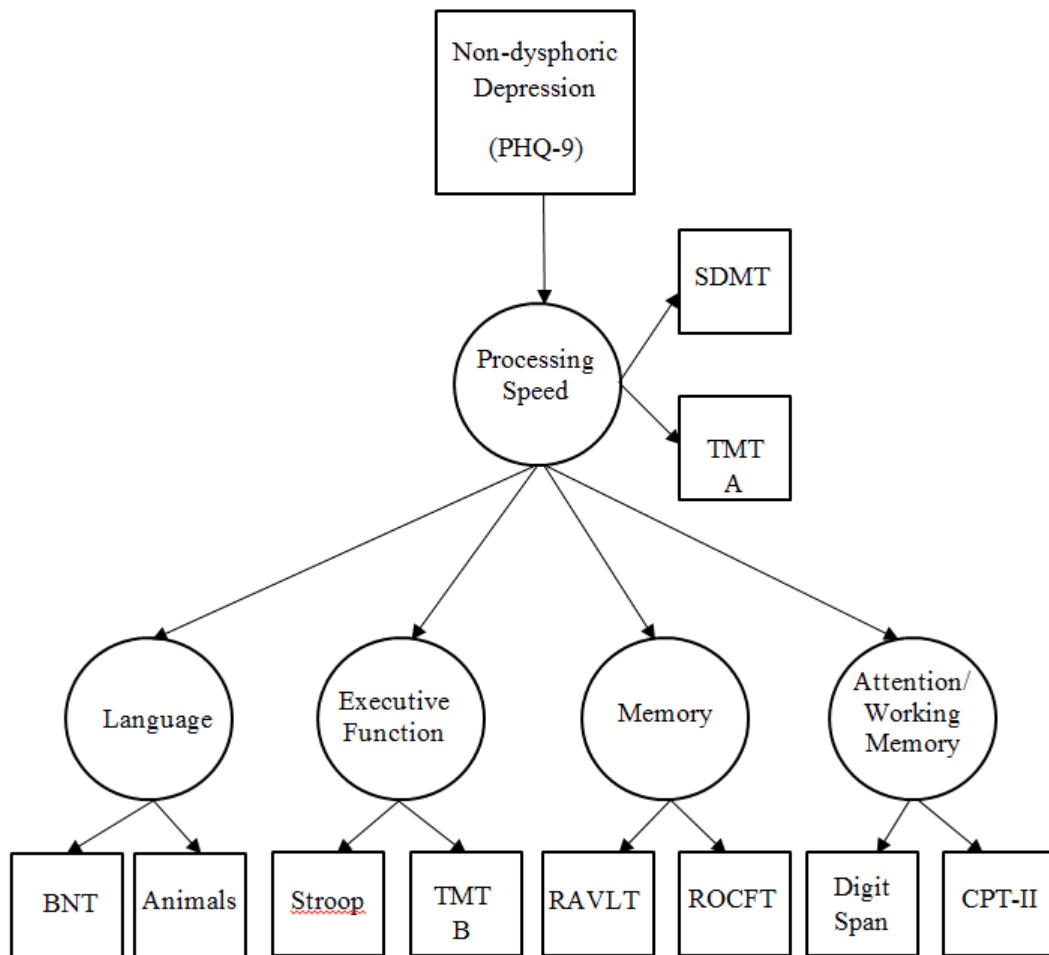 Non-dysphoric
Depression
(PHQ-9)
SDMT
Processing
Speed
TMT
A
Language
Executive
Function
Memory
Attention/
Working
Memory
BNT
Animals
Stroop
TMT
B
RAVLT
ROCFT
Digit
Span
CPT-II